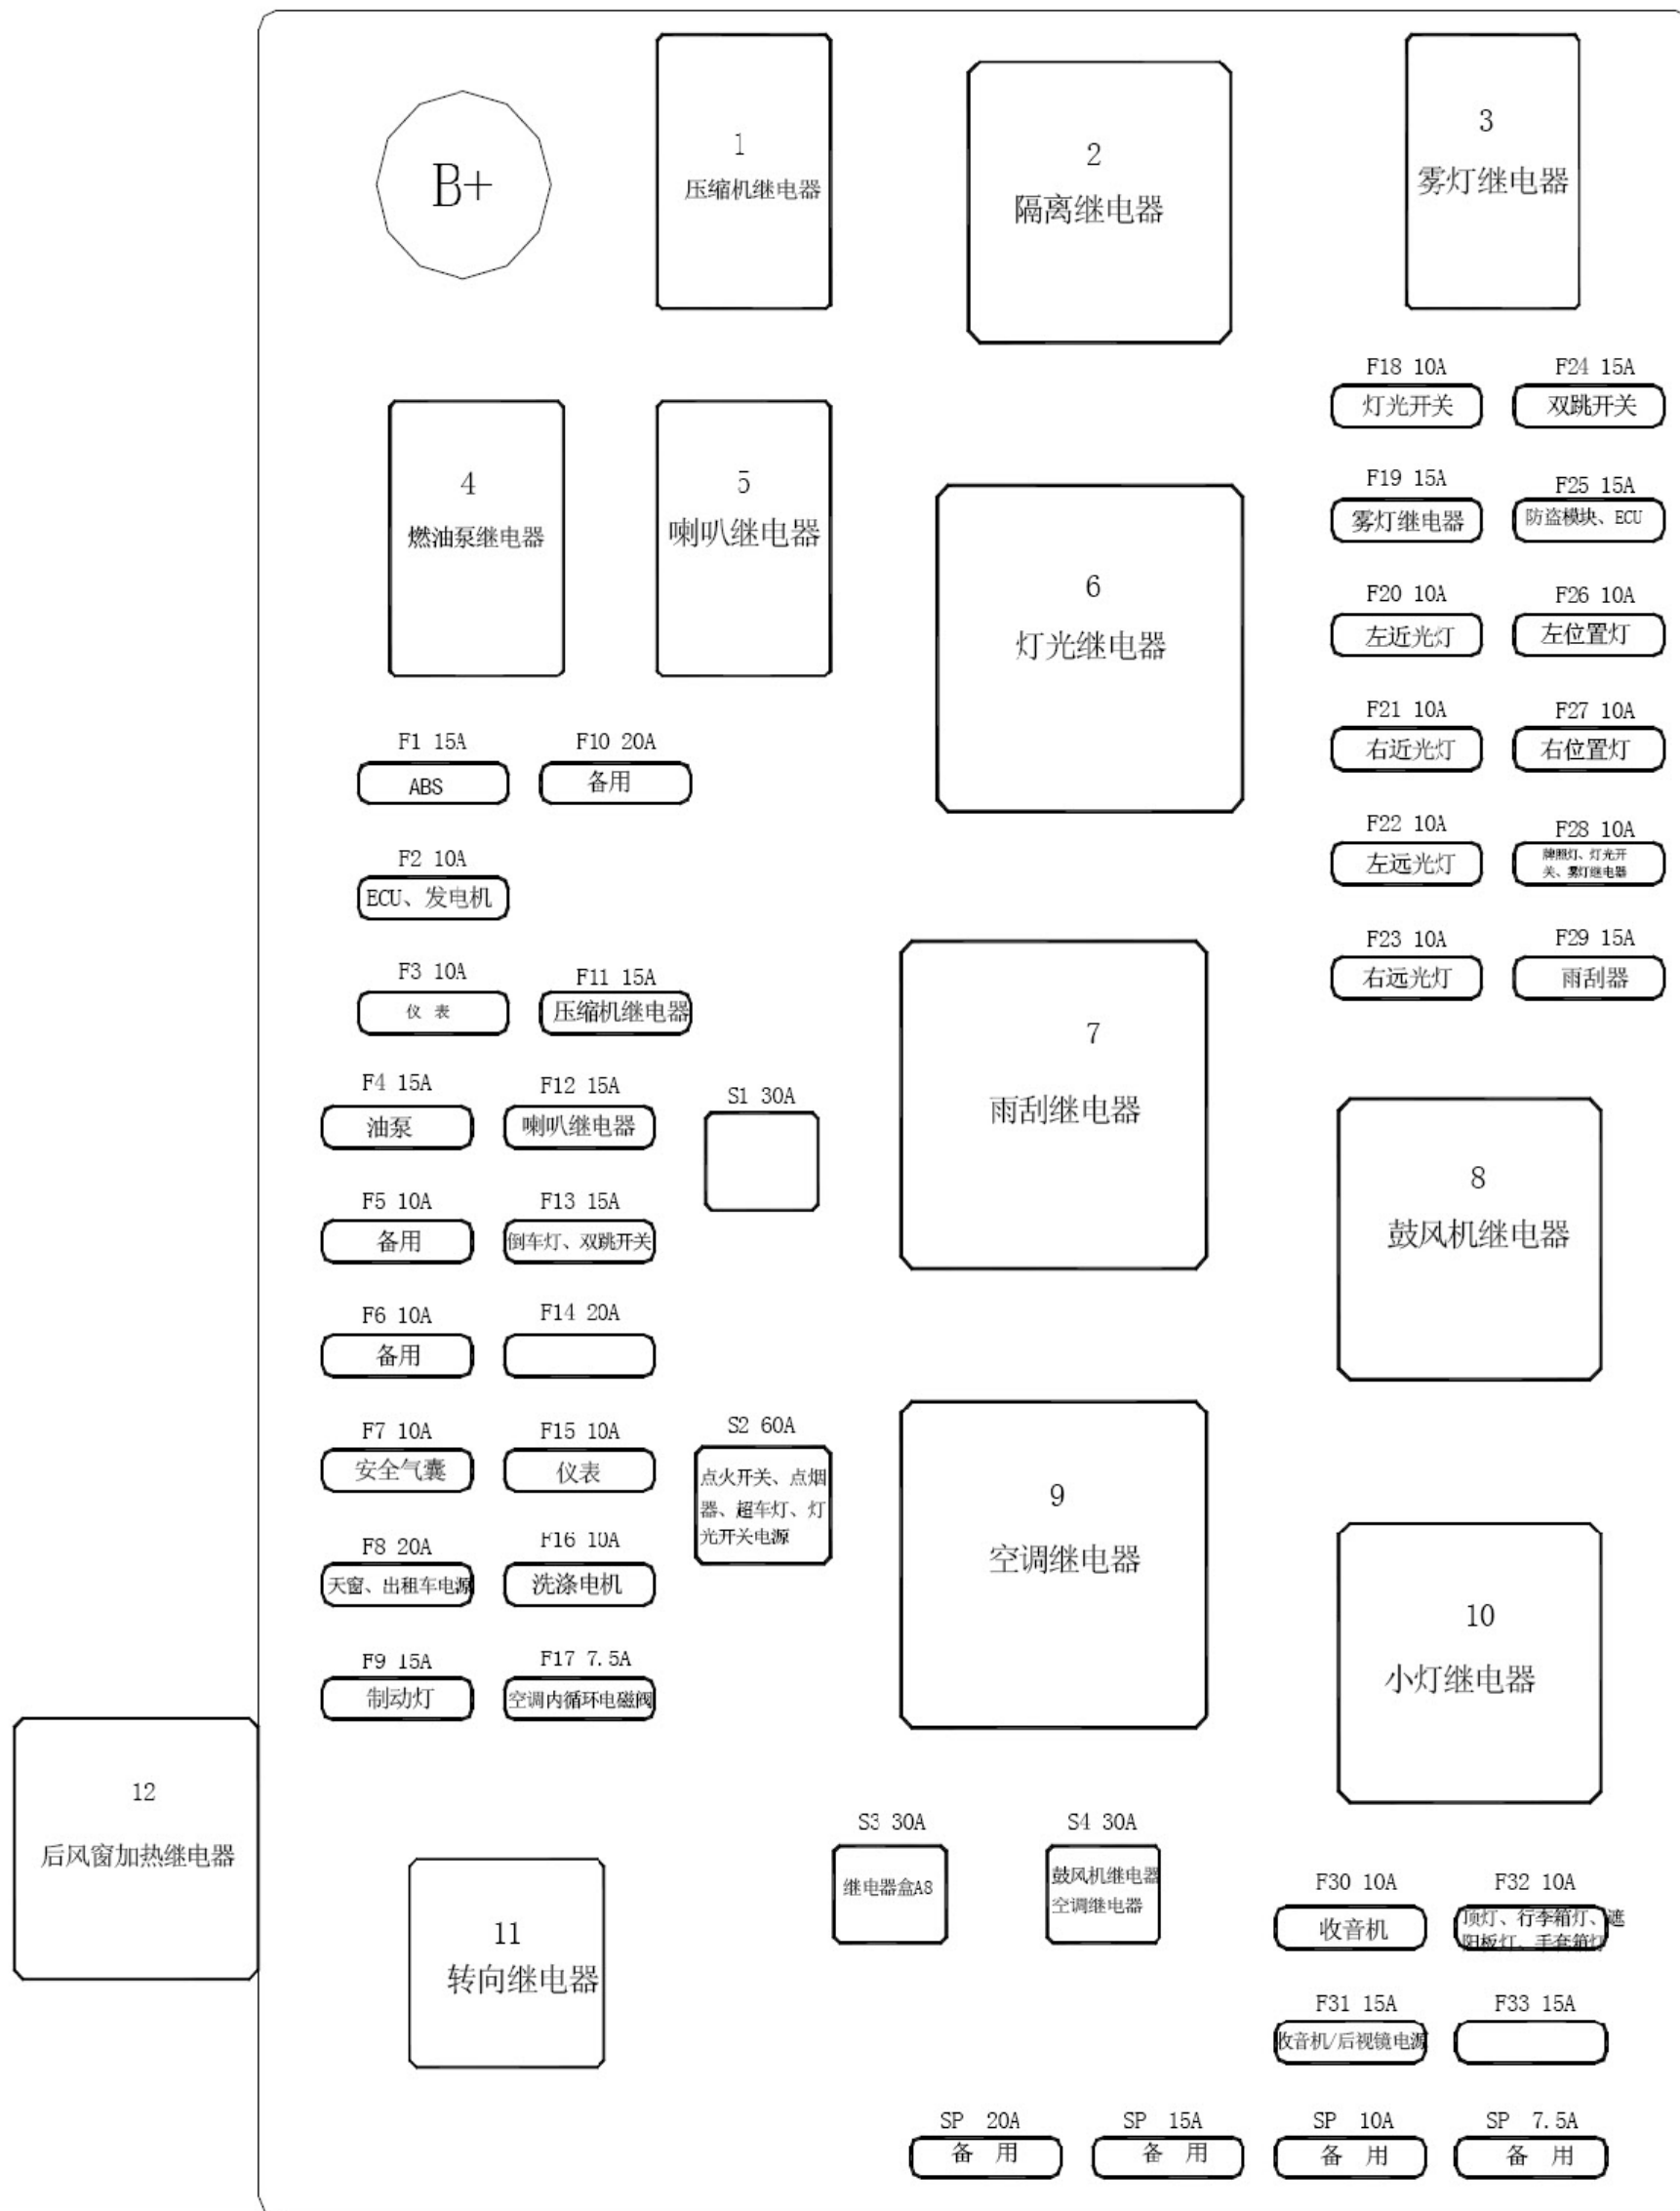 B+
1
压缩机继电器
2
隔离继电器
3
雾灯继电器
F18 10A
灯光开关
F24 15A
双跳开关
4
燃油泵继电器
5
喇叭继电器
6
灯光继电器
F19 15A
雾灯继电器
F25 15A
防盗模块、ECU
F20 10A
左近光灯
F26 10A
左位置灯
F21 10A
右近光灯
F27 10A
右位置灯
F22 10A
左远光灯
F28 10A
牌照灯、灯光开
关、雾灯继电器
F23 10A
右远光灯
F29 15A
雨刮器
F1 15A
ABS
F10 20A
备用
F2 10A
ECU、发电机
F3 10A
仪 表
F11 15A
压缩机继电器
F4 15A
油泵
F12 15A
喇叭继电器
S1 30A
7
雨刮继电器
8
鼓风机继电器
F5 10A
备用
F13 15A
倒车灯、双跳开关
F6 10A
备用
F14 20A
F7 10A
安全气囊
F15 10A
仪表
S2 60A
点火开关、点烟
器、超车灯、灯
光开关电源
9
空调继电器
10
小灯继电器
F8 20A
天窗、出租车电源
F16 10A
洗涤电机
F9 15A
制动灯
F17 7.5A
空调内循环电磁阀
12
后风窗加热继电器
11
转向继电器
S3 30A
继电器盒A8
S4 30A
鼓风机继电器
空调继电器
F30 10A
收音机
F32 10A
顶灯、行李箱灯、遮
阳板灯、手套箱灯
F31 15A
收音机/后视镜电源
F33 15A
SP 20A
备 用
SP 15A
备 用
SP 10A
备 用
SP 7.5A
备 用